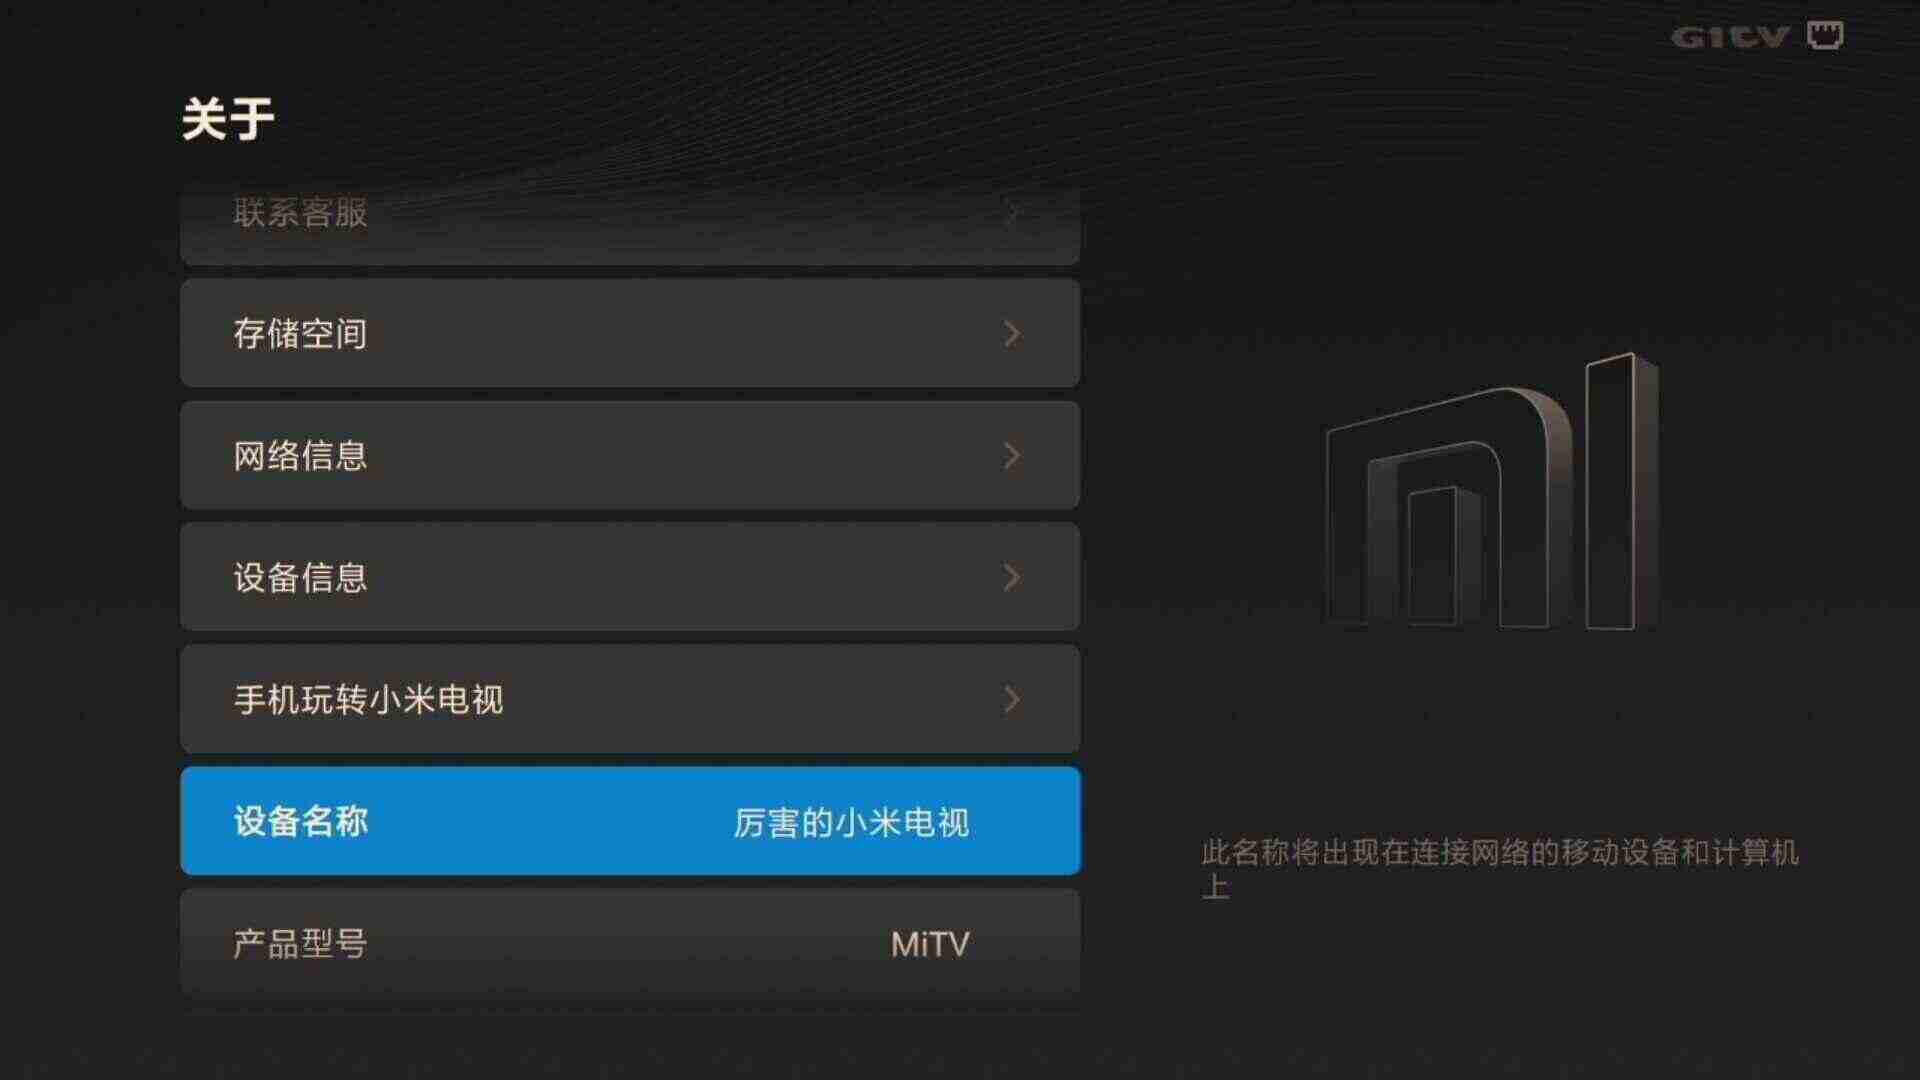 GITV
关于
联系客服
存储空间
网络信息
设备信息
手机玩转小米电视
设备名称 厉害的小米电视
产品型号 MiTV
此名称将出现在连接网络的移动设备和计算机
上